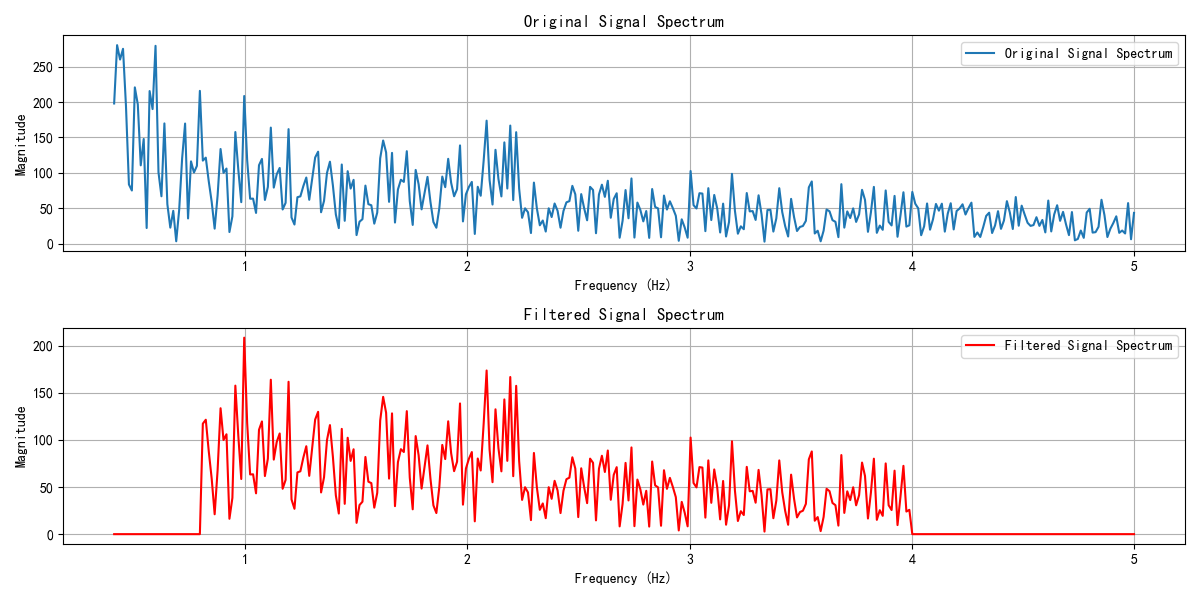 Original Signal Spectrum
Original Signal Spectrum
250
200
150
100
50
0
Magnitude
1 2 3 4 5
Frequency (Hz)
Filtered Signal Spectrum
Filtered Signal Spectrum
200
150
100
50
0
Magnitude
1 2 3 4 5
Frequency (Hz)